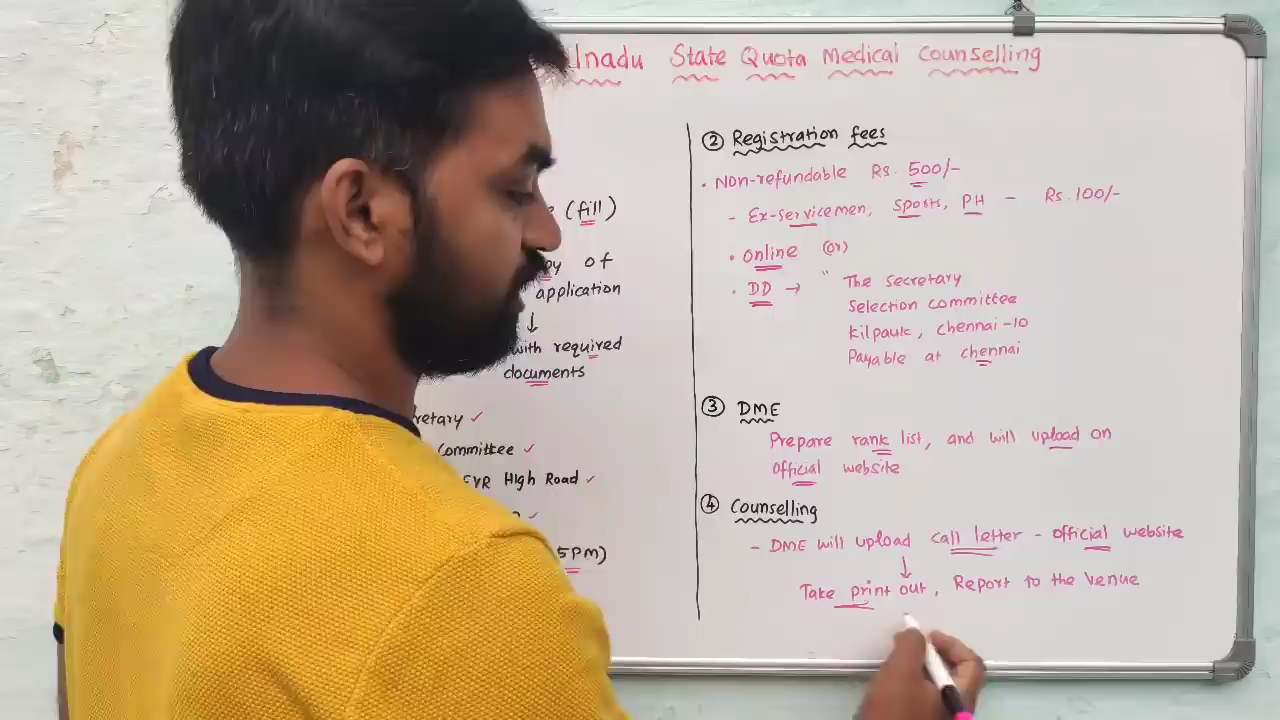 State Quota Medical Counselling
(fill)
of
application
↓
with required
documents
Committee ✓
EVR High Road ✓
5PM)
② Registration fees
• Non-refundable Rs. 500/-
- Ex-servicemen, sports, PH - Rs.100/-
• online (or)
• DD → " The secretary
Selection committee
Kilpauk, chennai-10
Payable at chennai
③ DME
Prepare rank list, and will upload on
official website
④ Counselling
- DME will upload call letter - official website
↓
Take print out, Report to the venue